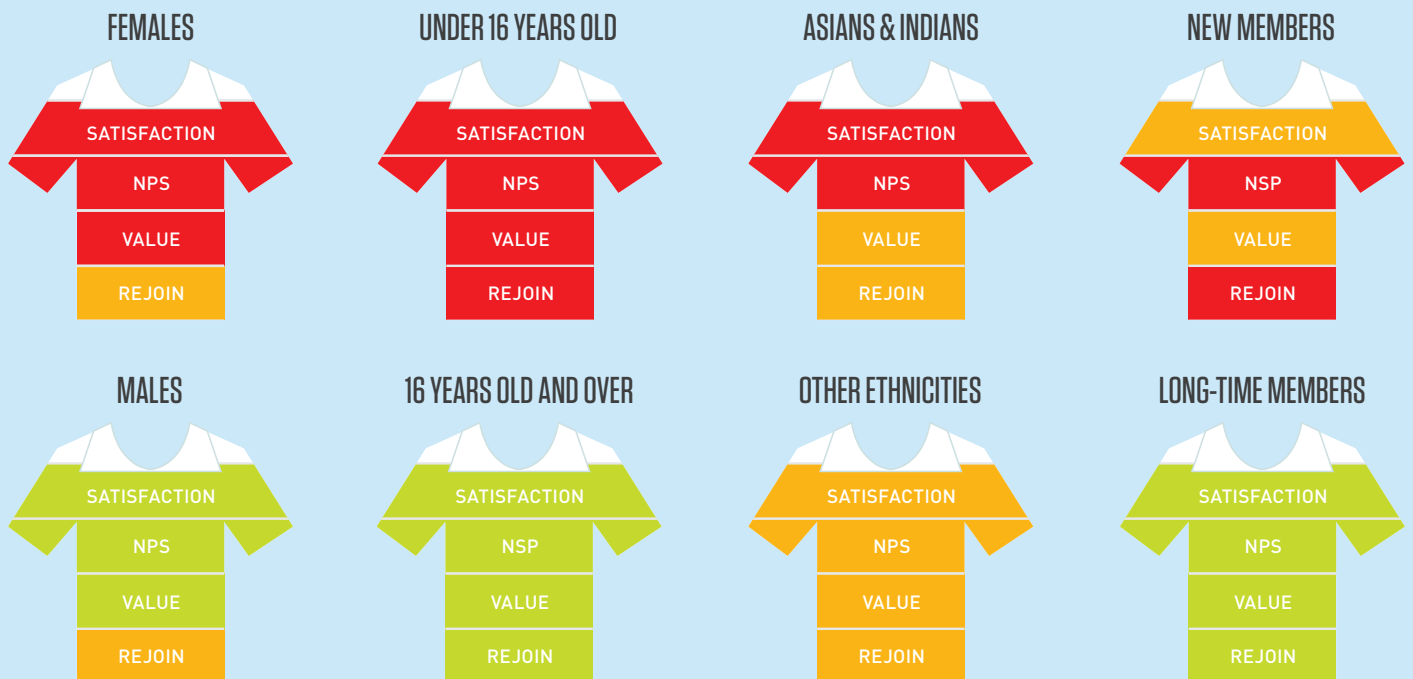 FEMALES
SATISFACTION
NPS
VALUE
REJOIN
UNDER 16 YEARS OLD
SATISFACTION
NPS
VALUE
REJOIN
ASIANS & INDIANS
SATISFACTION
NPS
VALUE
REJOIN
NEW MEMBERS
SATISFACTION
NSP
VALUE
REJOIN
MALES
SATISFACTION
NPS
VALUE
REJOIN
16 YEARS OLD AND OVER
SATISFACTION
NSP
VALUE
REJOIN
OTHER ETHNICITIES
SATISFACTION
NPS
VALUE
REJOIN
LONG-TIME MEMBERS
SATISFACTION
NPS
VALUE
REJOIN